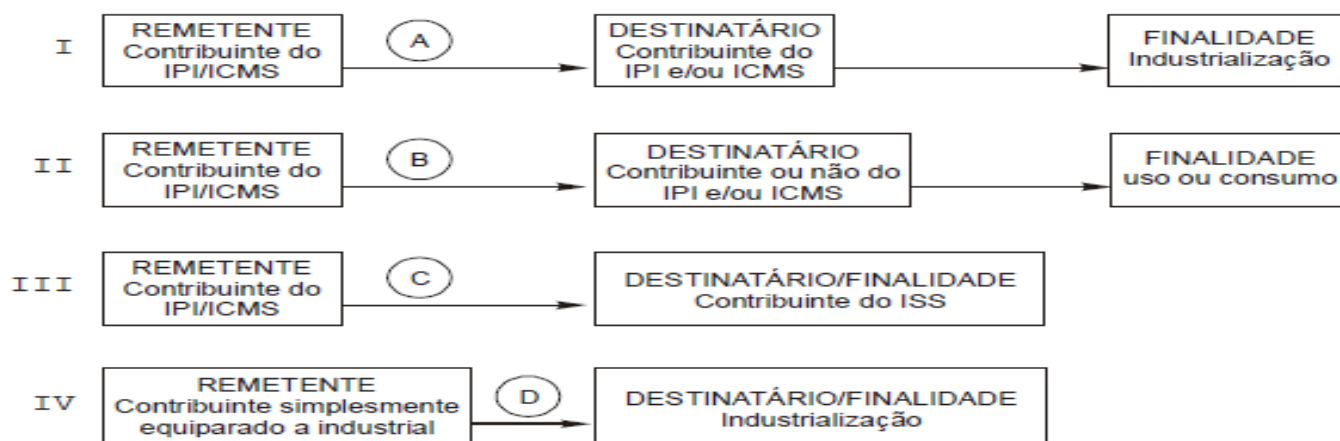 I
REMETENTE
Contribuinte do
IPI/ICMS
A
DESTINATÁRIO
Contribuinte do
IPI e/ou ICMS
FINALIDADE
Industrialização
II
REMETENTE
Contribuinte do
IPI/ICMS
B
DESTINATÁRIO
Contribuinte ou não do
IPI e/ou ICMS
FINALIDADE
uso ou consumo
III
REMETENTE
Contribuinte do
IPI/ICMS
C
DESTINATÁRIO/FINALIDADE
Contribuinte do ISS
IV
REMETENTE
Contribuinte simplesmente
equiparado a industrial
D
DESTINATÁRIO/FINALIDADE
Industrialização